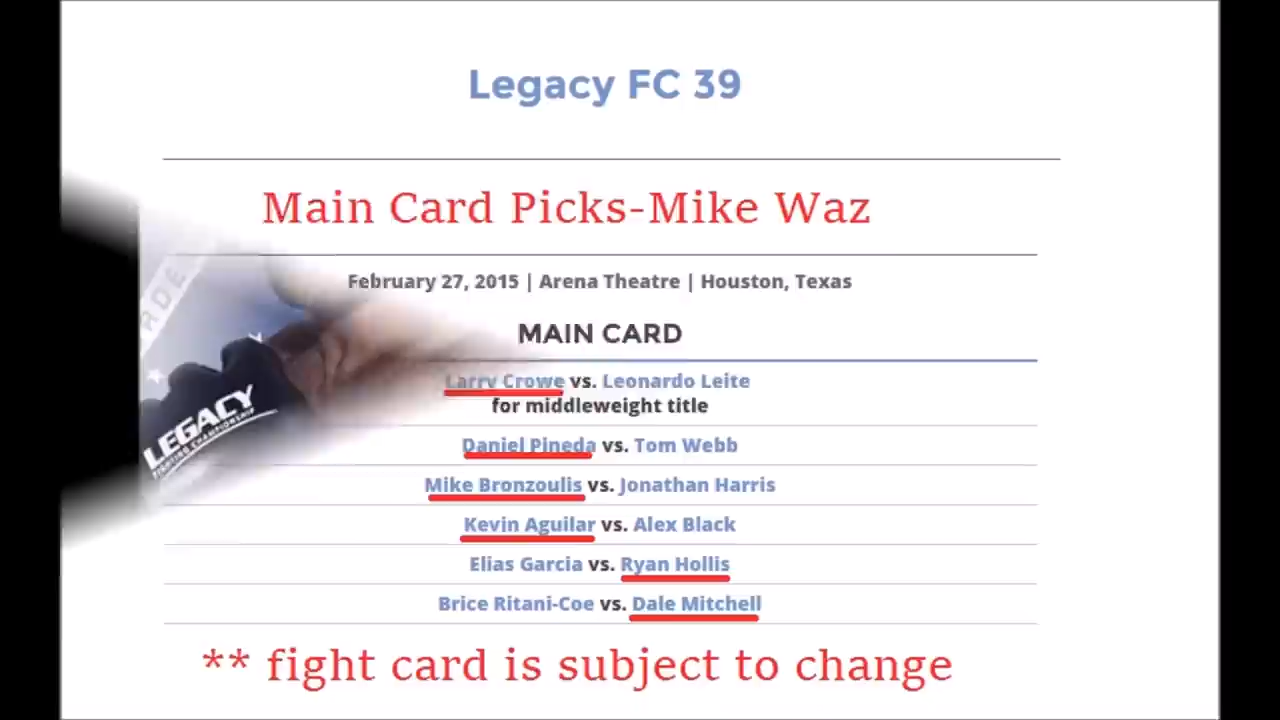 Legacy FC 39
Main Card Picks-Mike Waz
February 27, 2015 | Arena Theatre | Houston, Texas
MAIN CARD
Larry Crowe vs. Leonardo Leite
for middleweight title
Daniel Pineda vs. Tom Webb
Mike Bronzoulis vs. Jonathan Harris
Kevin Aguilar vs. Alex Black
Elias Garcia vs. Ryan Hollis
Brice Ritani-Coe vs. Dale Mitchell
RDE
LEGACY
FIGHTING CHAMPIONSHIP
** fight card is subject to change